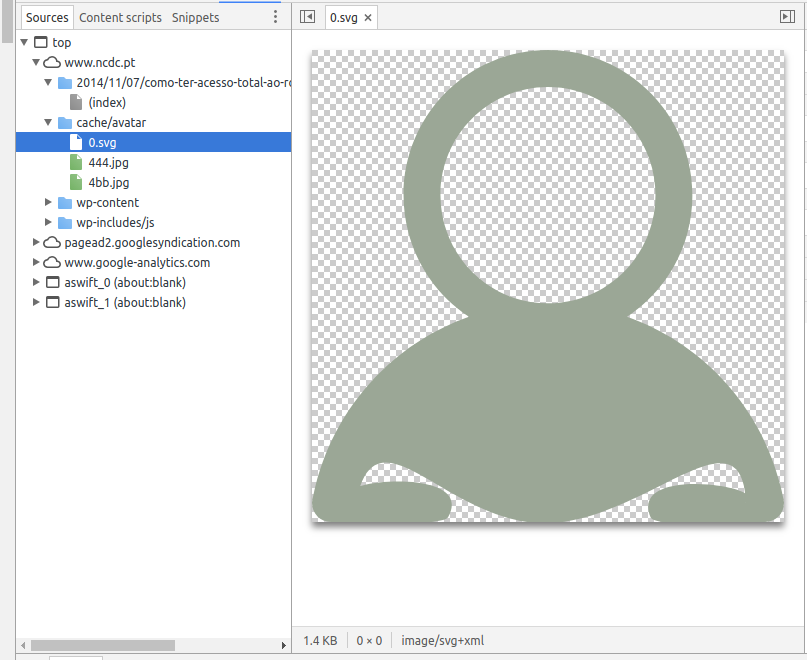 Sources Content scripts Snippets
0.svg
top
www.ncdc.pt
2014/11/07/como-ter-acesso-total-ao-ro
(index)
cache/avatar
0.svg
444.jpg
4bb.jpg
wp-content
wp-includes/js
pagead2.googlesyndication.com
www.google-analytics.com
aswift_0 (about:blank)
aswift_1 (about:blank)
1.4 KB 0 × 0 image/svg+xml